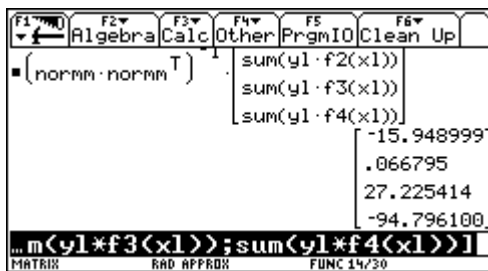 F1 F2 F3 F4 F5 F6
Algebra Calc Other PrgmIO Clean Up
▪(normm·normm^T)^-1 · [sum(yl·f2(xl))
sum(yl·f3(xl))
sum(yl·f4(xl))]
[-15.948999
.066795
27.225414
-94.796100
…m(yl*f3(xl));sum(yl*f4(xl))]
MATRIX RAD APPROX FUNC 14/30